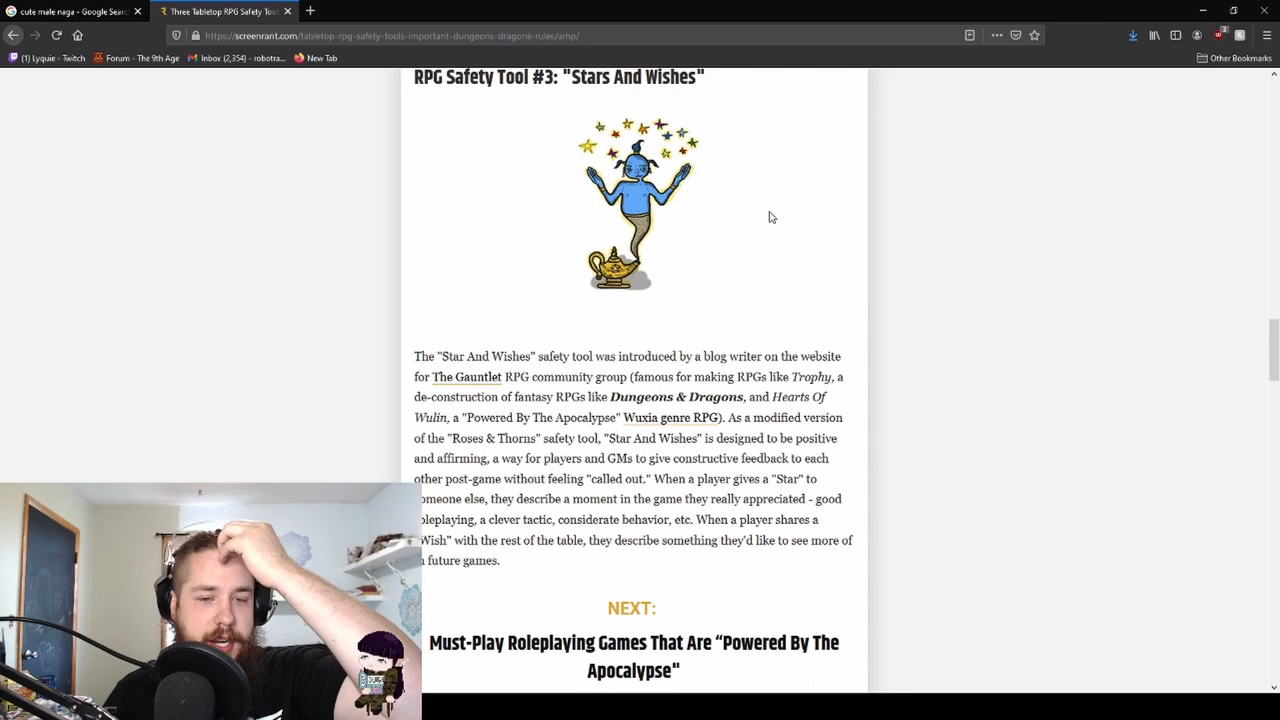 cute male naga - Google Sear
Three Tabletop RPG Safety Tool
https://screenrant.com/tabletop-rpg-safety-tools-important-dungeons-dragons-rules/amp/
3
(1) Lyquie - Twitch
Forum - The 9th Age
Inbox (2,354) - robotra...
New Tab
Other Bookmarks
RPG Safety Tool #3: "Stars And Wishes"
The "Star And Wishes" safety tool was introduced by a blog writer on the website
for The Gauntlet RPG community group (famous for making RPGs like Trophy, a
de-construction of fantasy RPGs like Dungeons & Dragons, and Hearts Of
Wulin, a "Powered By The Apocalypse" Wuxia genre RPG). As a modified version
of the "Roses & Thorns" safety tool, "Star And Wishes" is designed to be positive
and affirming, a way for players and GMs to give constructive feedback to each
other post-game without feeling "called out." When a player gives a "Star" to
omeone else, they describe a moment in the game they really appreciated - good
oleplaying, a clever tactic, considerate behavior, etc. When a player shares a
Wish" with the rest of the table, they describe something they'd like to see more of
future games.
NEXT:
Must-Play Roleplaying Games That Are “Powered By The
Apocalypse"